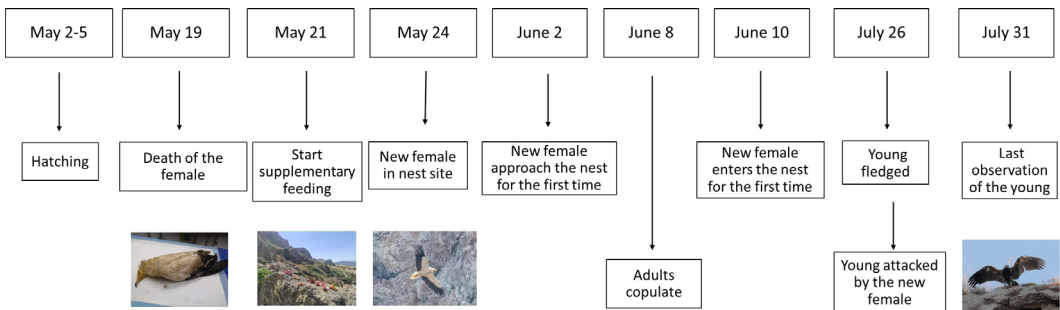 May 2-5
May 19
May 21
May 24
June 2
June 8
June 10
July 26
July 31
Hatching
Death of the
female
Start
supplementary
feeding
New female
in nest site
New female
approach the nest
for the first time
New female
enters the nest
for the first time
Young
fledged
Last
observation
of the young
Adults
copulate
Young attacked
by the new
female